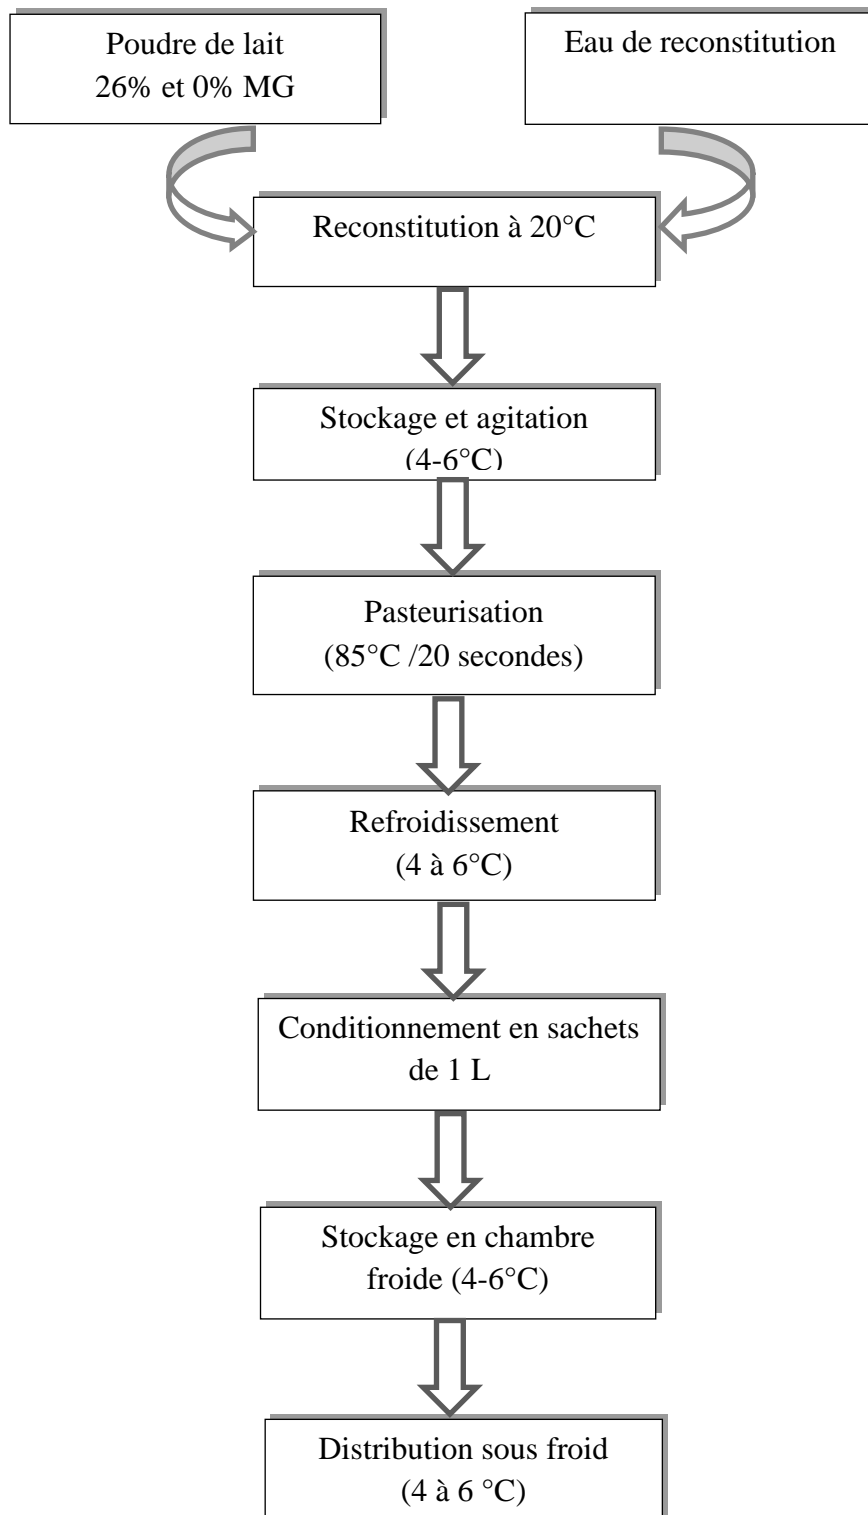 Poudre de lait
26% et 0% MG
Eau de reconstitution
Reconstitution à 20°C
Stockage et agitation
(4-6°C)
Pasteurisation
(85°C /20 secondes)
Refroidissement
(4 à 6°C)
Conditionnement en sachets
de 1 L
Stockage en chambre
froide (4-6°C)
Distribution sous froid
(4 à 6 °C)